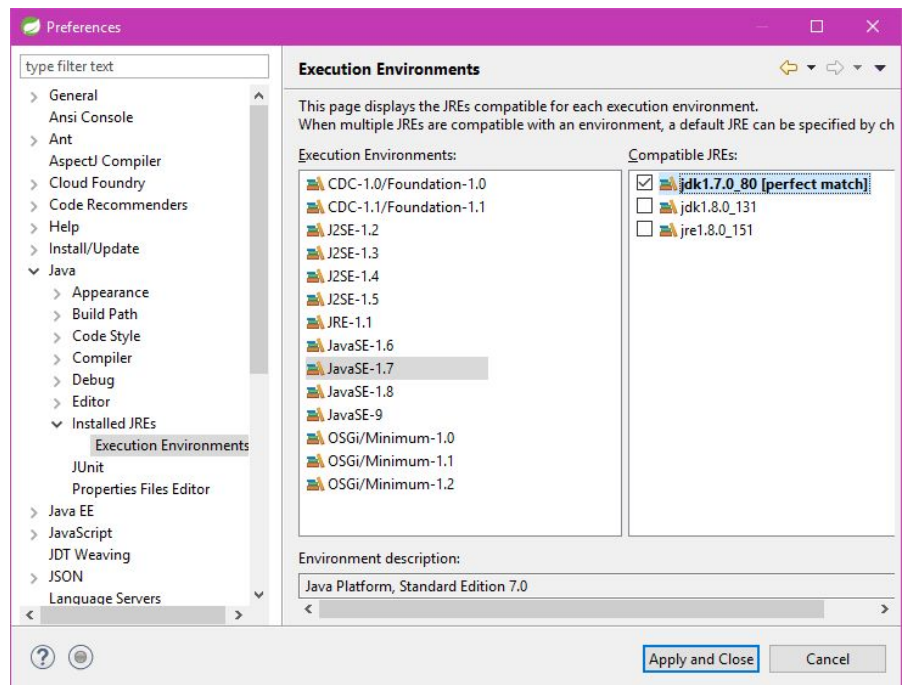 Preferences
type filter text
General
Ansi Console
Ant
AspectJ Compiler
Cloud Foundry
Code Recommenders
Help
Install/Update
Java
Appearance
Build Path
Code Style
Compiler
Debug
Editor
Installed JREs
Execution Environments
JUnit
Properties Files Editor
Java EE
JavaScript
JDT Weaving
JSON
Language Servers
Execution Environments
This page displays the JREs compatible for each execution environment.
When multiple JREs are compatible with an environment, a default JRE can be specified by ch
Execution Environments:
CDC-1.0/Foundation-1.0
CDC-1.1/Foundation-1.1
J2SE-1.2
J2SE-1.3
J2SE-1.4
J2SE-1.5
JRE-1.1
JavaSE-1.6
JavaSE-1.7
JavaSE-1.8
JavaSE-9
OSGi/Minimum-1.0
OSGi/Minimum-1.1
OSGi/Minimum-1.2
Compatible JREs:
jdk1.7.0_80 [perfect match]
jdk1.8.0_131
jre1.8.0_151
Environment description:
Java Platform, Standard Edition 7.0
Apply and Close
Cancel